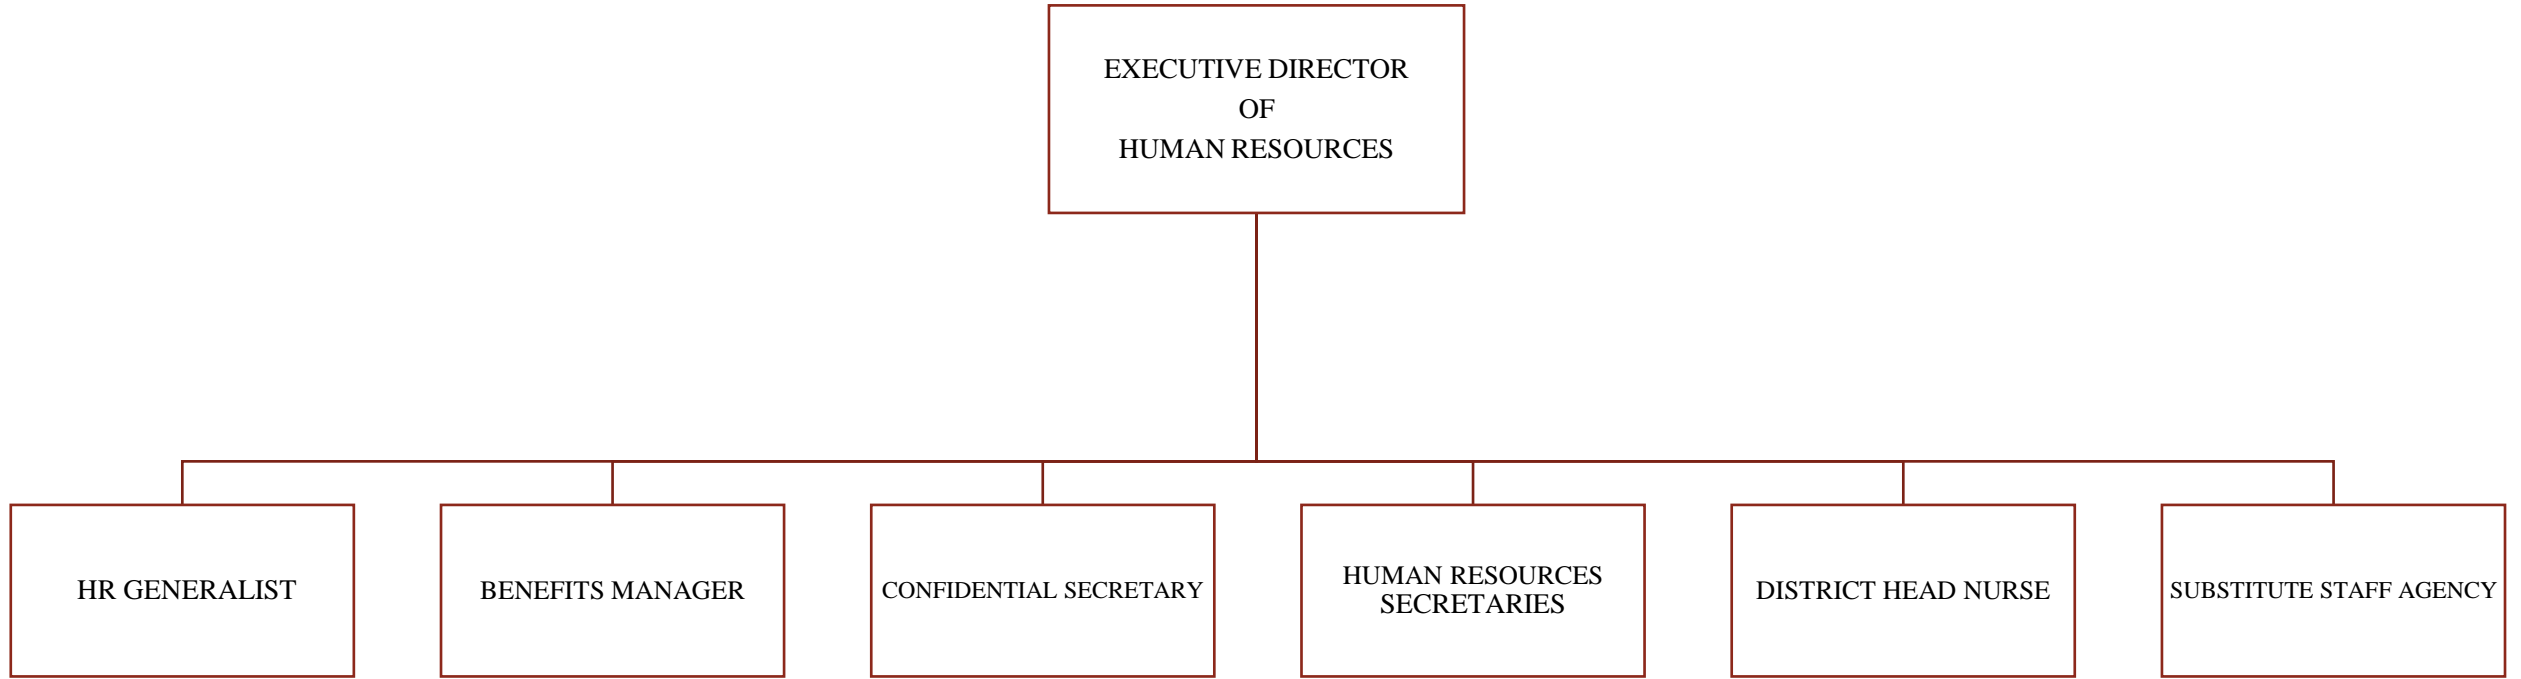 EXECUTIVE DIRECTOR
OF
HUMAN RESOURCES
HR GENERALIST
BENEFITS MANAGER
CONFIDENTIAL SECRETARY
HUMAN RESOURCES
SECRETARIES
DISTRICT HEAD NURSE
SUBSTITUTE STAFF AGENCY